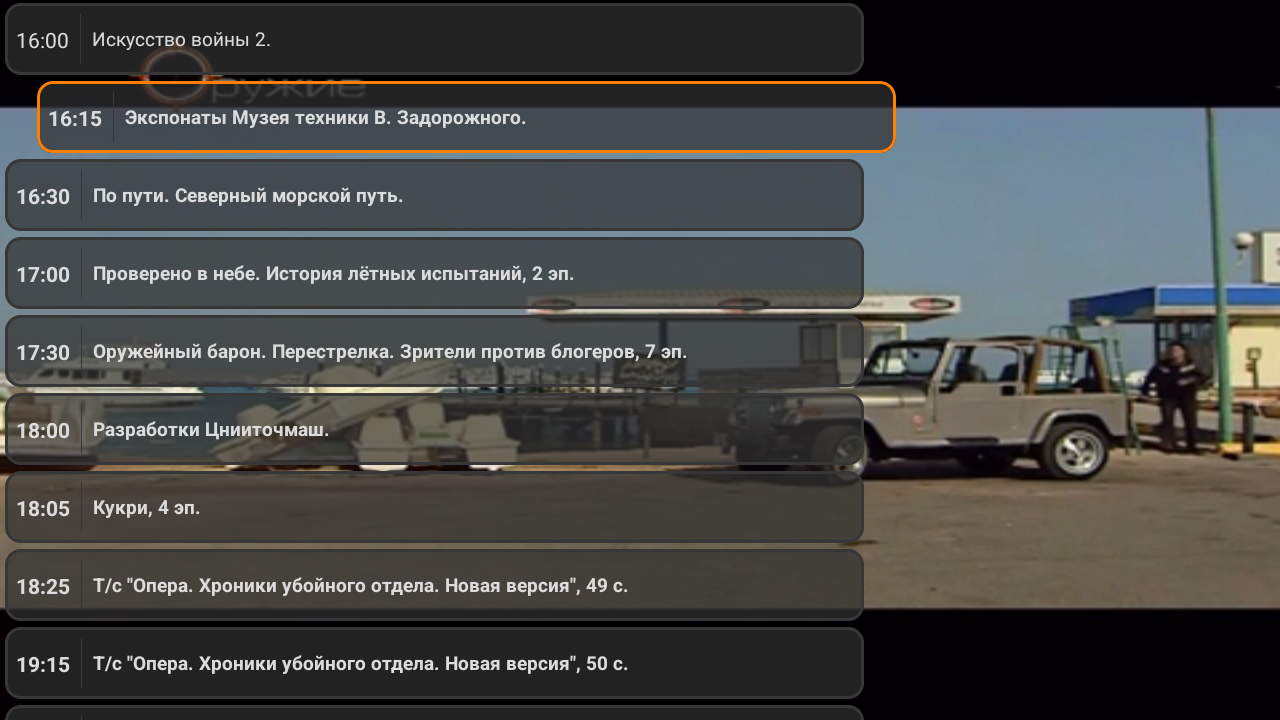 16:00 Искусство войны 2.
Оружие
16:15 Экспонаты Музея техники В. Задорожного.
16:30 По пути. Северный морской путь.
17:00 Проверено в небе. История лётных испытаний, 2 эп.
17:30 Оружейный барон. Перестрелка. Зрители против блогеров, 7 эп.
18:00 Разработки Цнииточмаш.
18:05 Кукри, 4 эп.
18:25 Т/с "Опера. Хроники убойного отдела. Новая версия", 49 с.
19:15 Т/с "Опера. Хроники убойного отдела. Новая версия", 50 с.